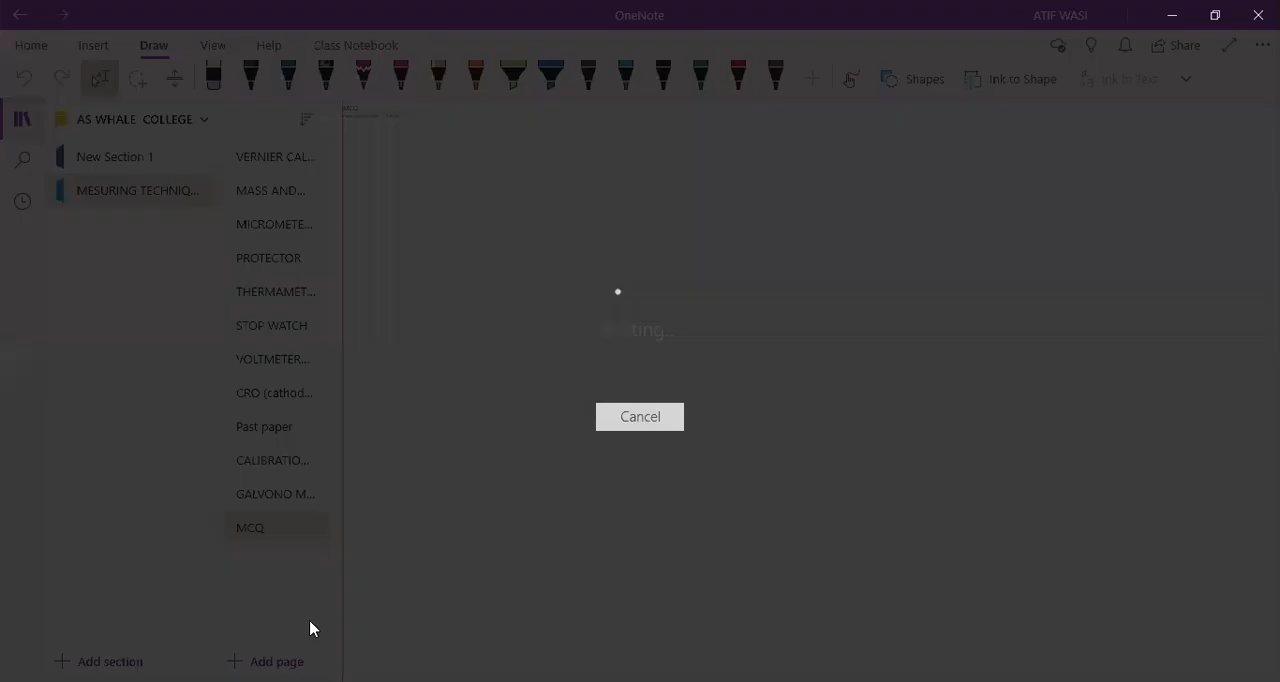 OneNote
ATIF WASI
Home
Insert
Draw
View
Help
Class Notebook
Share
Shapes
Ink to Shape
Ink to Text
AS WHALE COLLEGE
New Section 1
MESURING TECHNIQ...
VERNIER CAL...
MASS AND...
MICROMETE...
PROTECTOR
THERMAMET...
STOP WATCH
VOLTMETER...
CRO (cathod...
Past paper
CALIBRATIO...
GALVONO M...
MCQ
MCQ
ting...
Cancel
Add section
Add page